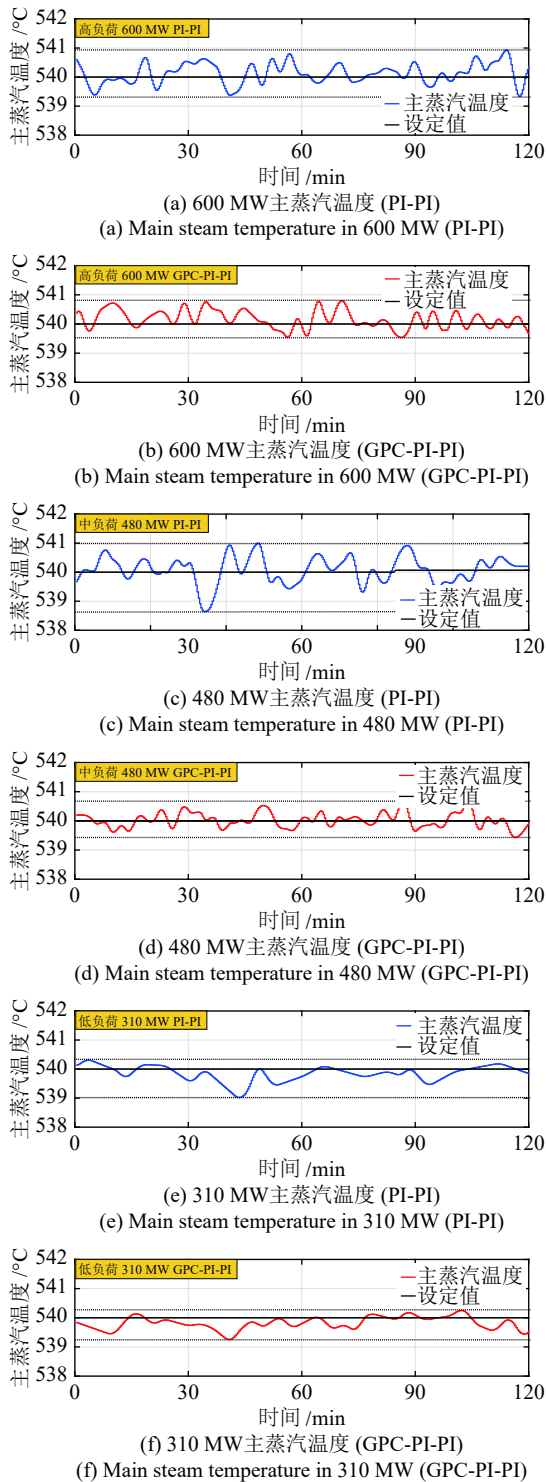 主蒸汽温度 /°C
542
541
540
539
538
高负荷 600 MW PI-PI
主蒸汽温度
设定值
0
30
60
90
120
时间 /min
(a) 600 MW主蒸汽温度 (PI-PI)
(a) Main steam temperature in 600 MW (PI-PI)
主蒸汽温度 /°C
542
541
540
539
538
高负荷 600 MW GPC-PI-PI
主蒸汽温度
设定值
0
30
60
90
120
时间 /min
(b) 600 MW主蒸汽温度 (GPC-PI-PI)
(b) Main steam temperature in 600 MW (GPC-PI-PI)
主蒸汽温度 /°C
542
541
540
539
538
中负荷 480 MW PI-PI
主蒸汽温度
设定值
0
30
60
90
120
时间 /min
(c) 480 MW主蒸汽温度 (PI-PI)
(c) Main steam temperature in 480 MW (PI-PI)
主蒸汽温度 /°C
542
541
540
539
538
中负荷 480 MW GPC-PI-PI
主蒸汽温度
设定值
0
30
60
90
120
时间 /min
(d) 480 MW主蒸汽温度 (GPC-PI-PI)
(d) Main steam temperature in 480 MW (GPC-PI-PI)
主蒸汽温度 /°C
542
541
540
539
538
低负荷 310 MW PI-PI
主蒸汽温度
设定值
0
30
60
90
120
时间 /min
(e) 310 MW主蒸汽温度 (PI-PI)
(e) Main steam temperature in 310 MW (PI-PI)
主蒸汽温度 /°C
542
541
540
539
538
低负荷 310 MW GPC-PI-PI
主蒸汽温度
设定值
0
30
60
90
120
时间 /min
(f) 310 MW主蒸汽温度 (GPC-PI-PI)
(f) Main steam temperature in 310 MW (GPC-PI-PI)